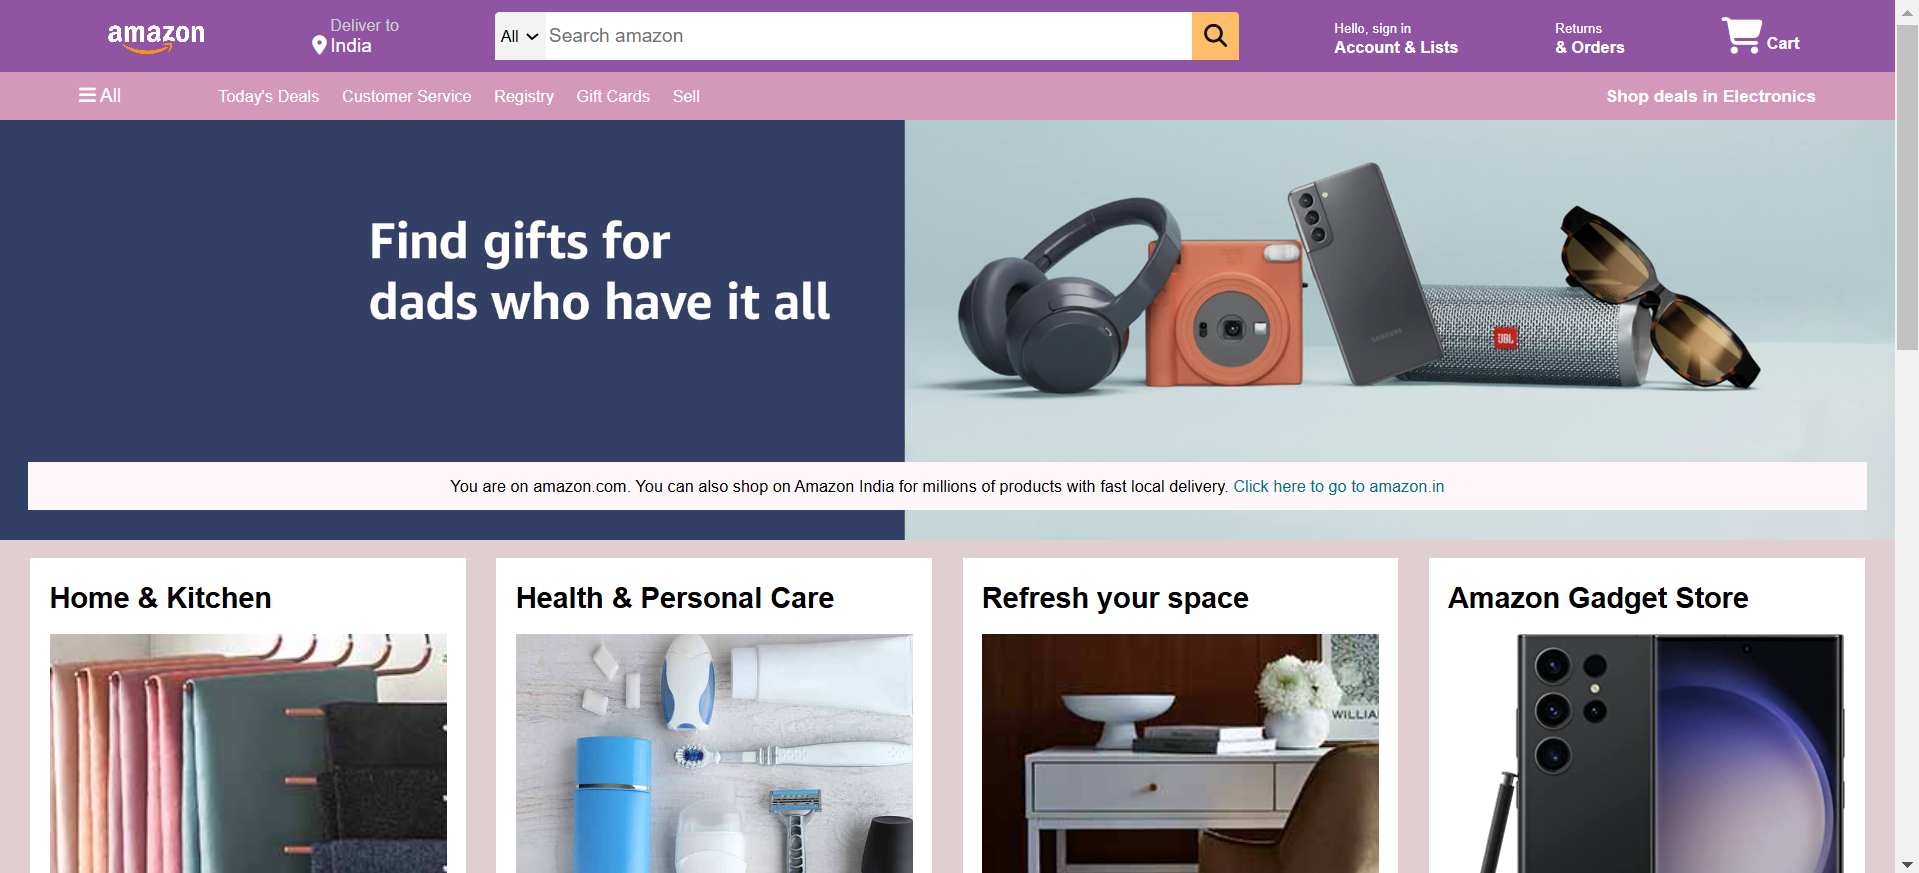 amazon
Deliver to
India
All
Search amazon
Hello, sign in
Account & Lists
Returns
& Orders
Cart
All
Today's Deals
Customer Service
Registry
Gift Cards
Sell
Shop deals in Electronics
Find gifts for
dads who have it all
SAMSUNG
JBL
You are on amazon.com. You can also shop on Amazon India for millions of products with fast local delivery. Click here to go to amazon.in
Home & Kitchen
Health & Personal Care
Refresh your space
Amazon Gadget Store
WILLIA